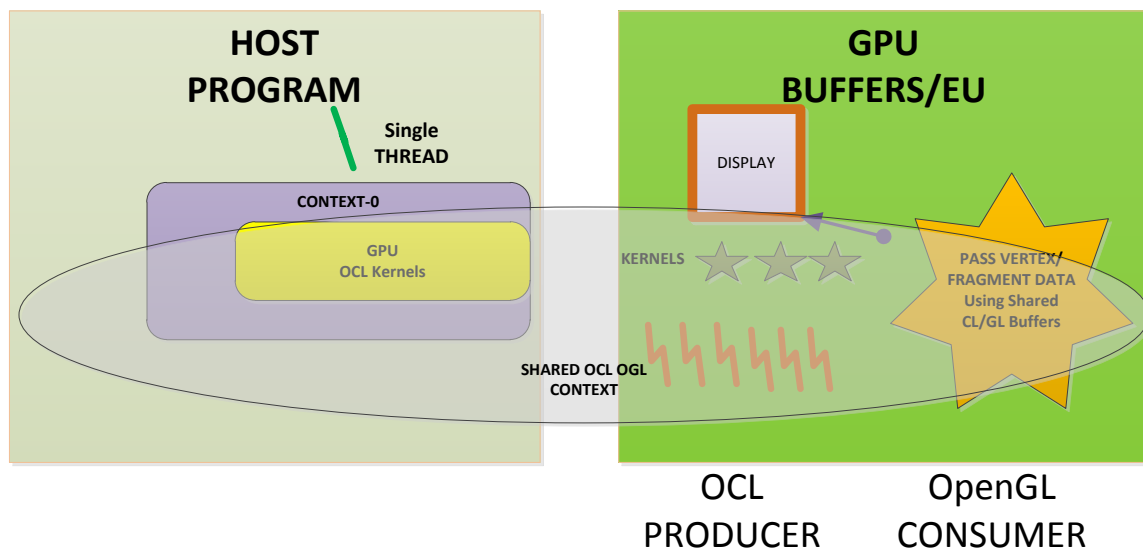 HOST
PROGRAM
Single
THREAD
CONTEXT-0
GPU
OCL Kernels
SHARED OCL OGL
CONTEXT
GPU
BUFFERS/EU
DISPLAY
KERNELS
PASS VERTEX/
FRAGMENT DATA
Using Shared
CL/GL Buffers
OCL
PRODUCER
OpenGL
CONSUMER